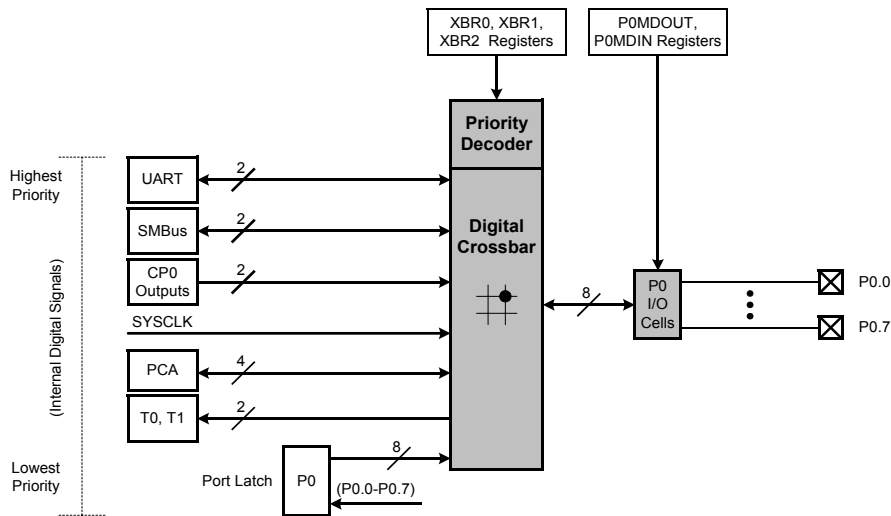 XBR0, XBR1,
XBR2 Registers
P0MDOUT,
P0MDIN Registers
Priority
Decoder
Highest
Priority
UART
2
SMBus
2
Digital
Crossbar
CP0
Outputs
2
8
P0
I/O
Cells
P0.0
P0.7
SYSCLK
(Internal Digital Signals)
PCA
4
T0, T1
2
Lowest
Priority
Port Latch
P0
8
(P0.0-P0.7)